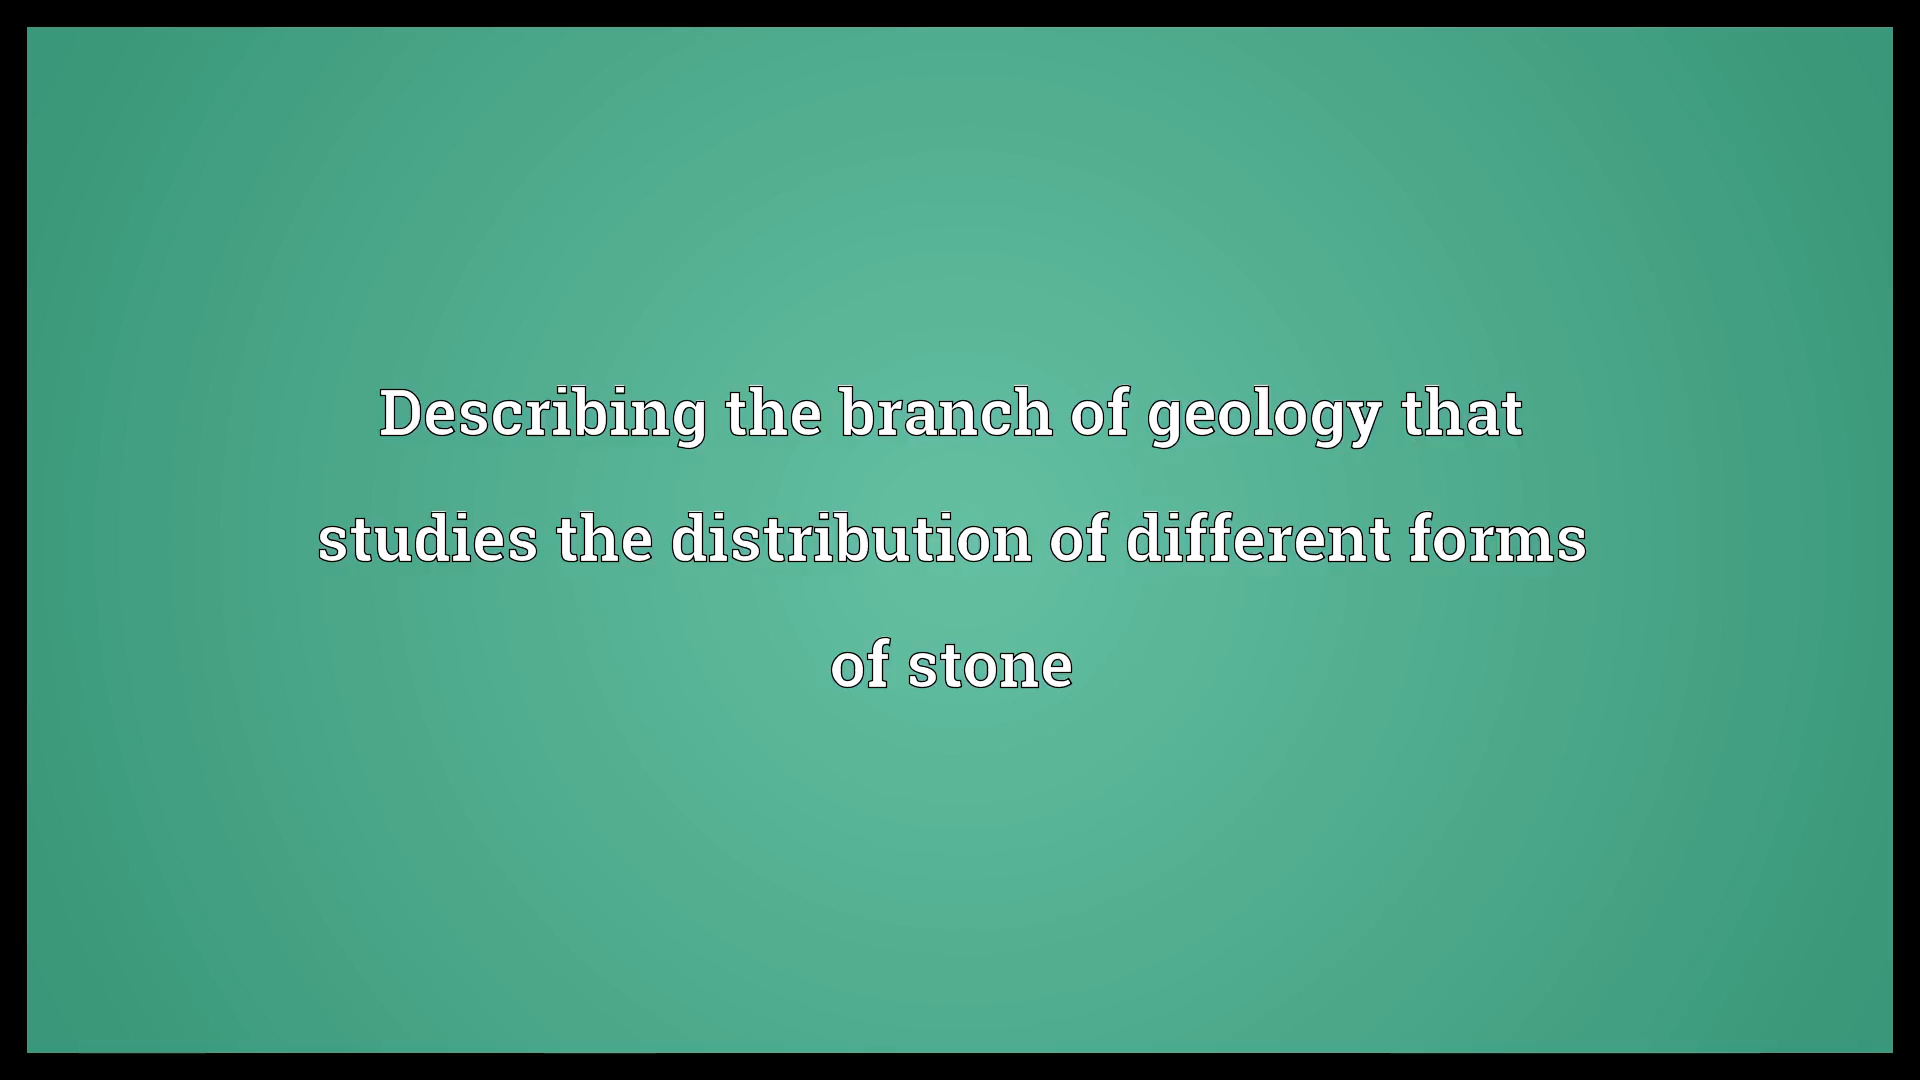 Describing the branch of geology that
studies the distribution of different forms
of stone